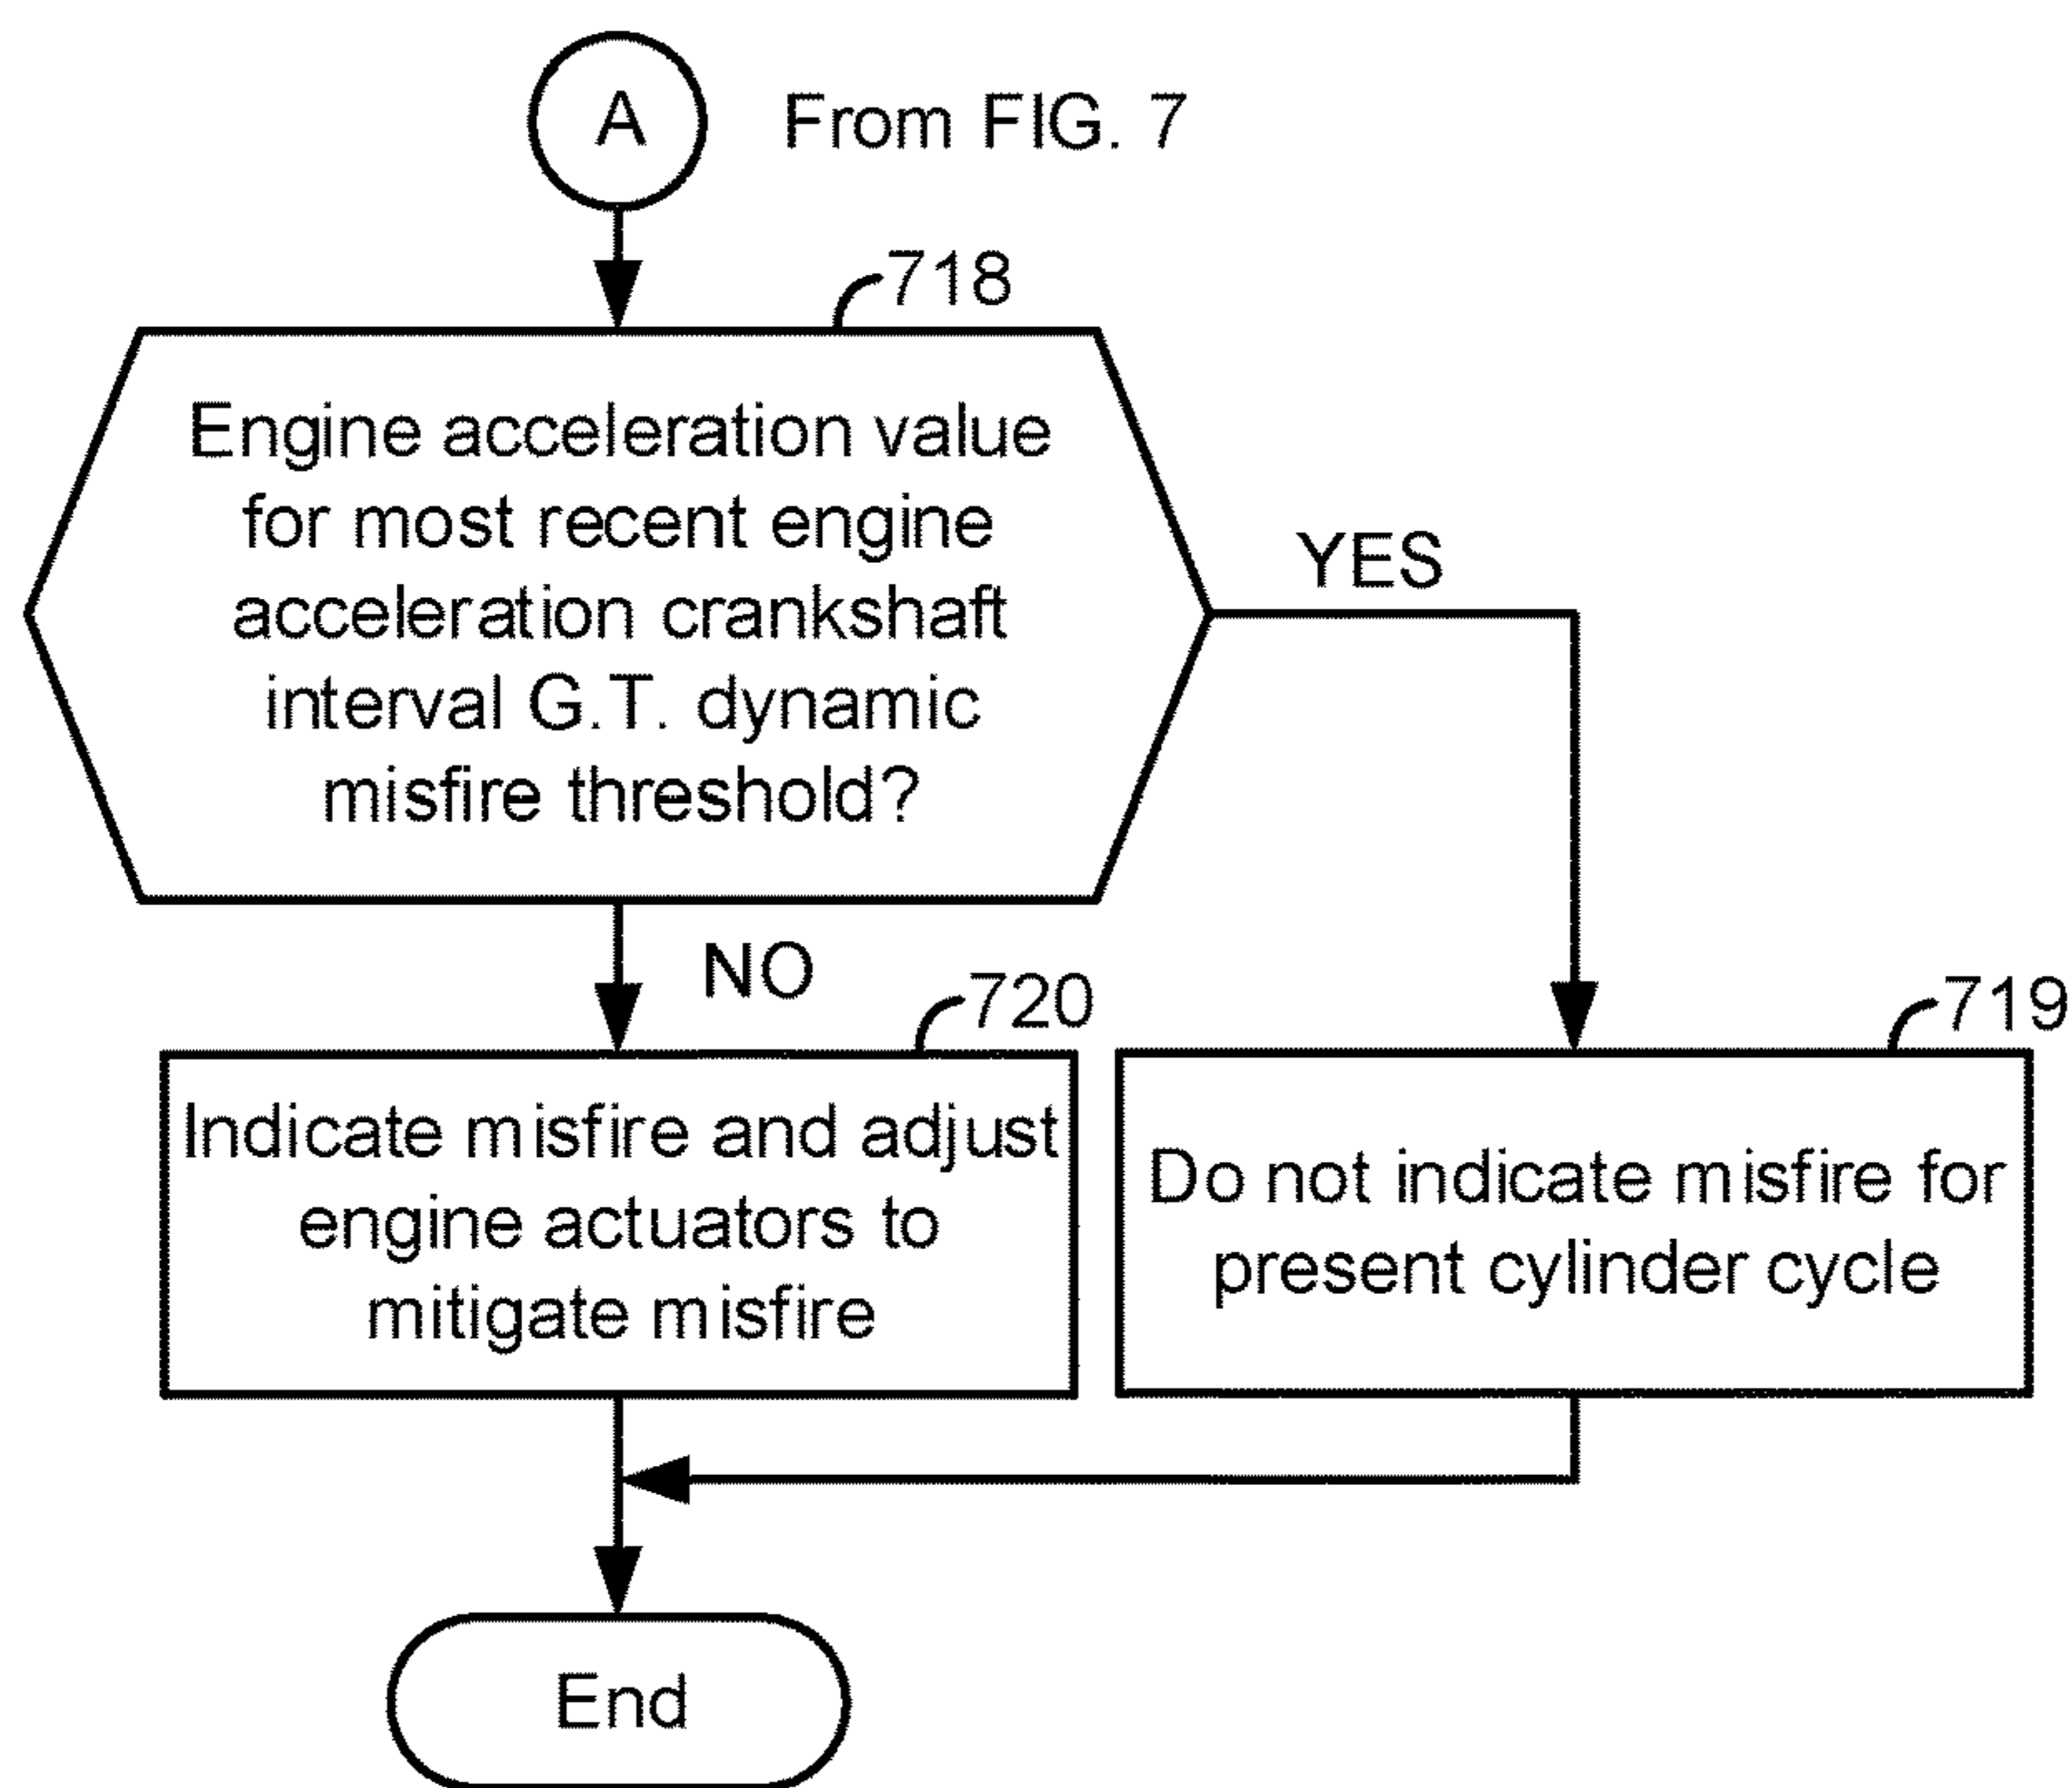 A
From FIG. 7
718
Engine acceleration value
for most recent engine
acceleration crankshaft
interval G.T. dynamic
misfire threshold?
YES
NO
720
719
Indicate misfire and adjust
engine actuators to
mitigate misfire
Do not indicate misfire for
present cylinder cycle
End